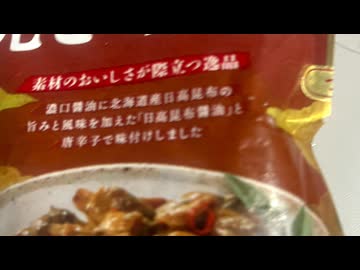 素材のおいしさが際立つ逸品
濃口醤油に北海道産日高昆布の
旨みと風味を加えた「日高昆布醤油」と
唐辛子で味付けしました